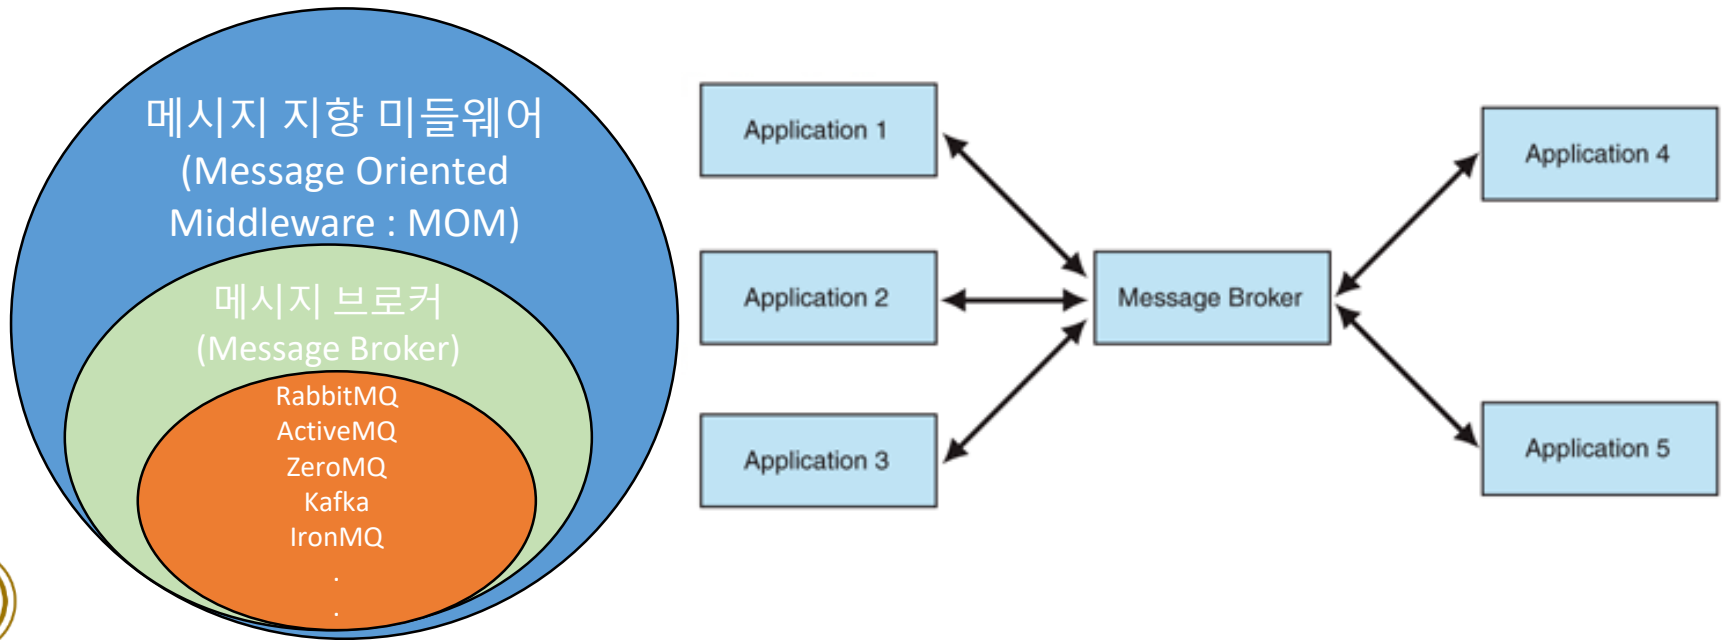 메시지 지향 미들웨어
(Message Oriented
Middleware : MOM)
메시지 브로커
(Message Broker)
RabbitMQ
ActiveMQ
ZeroMQ
Kafka
IronMQ
.
.
Application 1
Application 2
Application 3
Message Broker
Application 4
Application 5